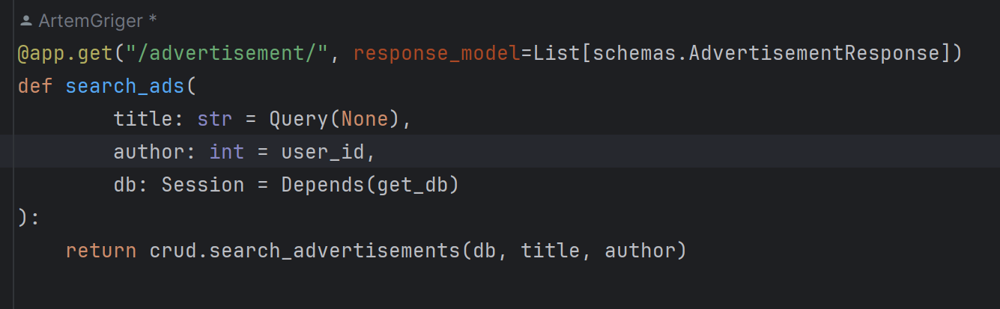 ArtemGriger *
@app.get("/advertisement/", response_model=List[schemas.AdvertisementResponse])
def search_ads(
        title: str = Query(None),
        author: int = user_id,
        db: Session = Depends(get_db)
):
    return crud.search_advertisements(db, title, author)